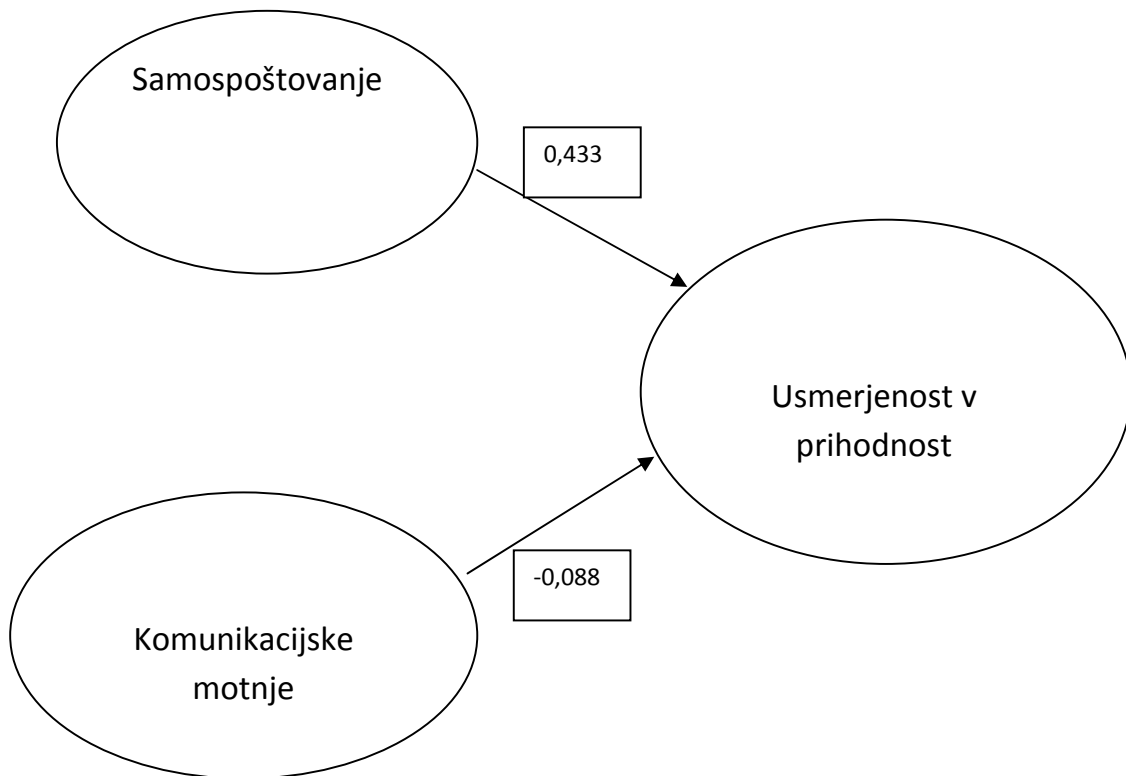 Samospoštovanje
0,433
Usmerjenost v
prihodnost
-0,088
Komunikacijske
motnje